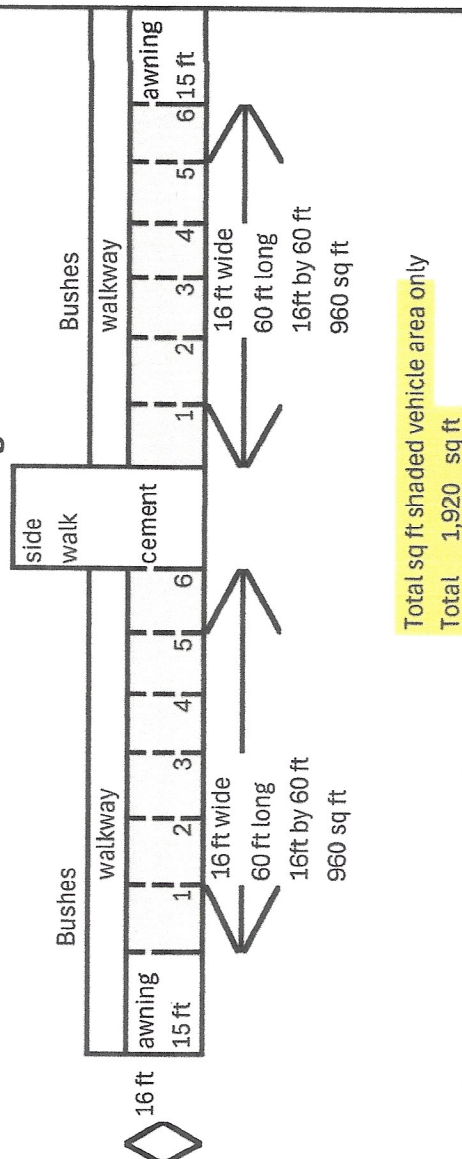 side
walk
Bushes
Bushes
walkway
walkway
16 ft
awning
15 ft
1
2
3
4
5
6
cement
1
2
3
4
5
6
awning
15 ft
16 ft wide
60 ft long
16ft by 60 ft
960 sq ft
16 ft wide
60 ft long
16ft by 60 ft
960 sq ft
Total sq ft shaded vehicle area only
Total 1,920 sq ft